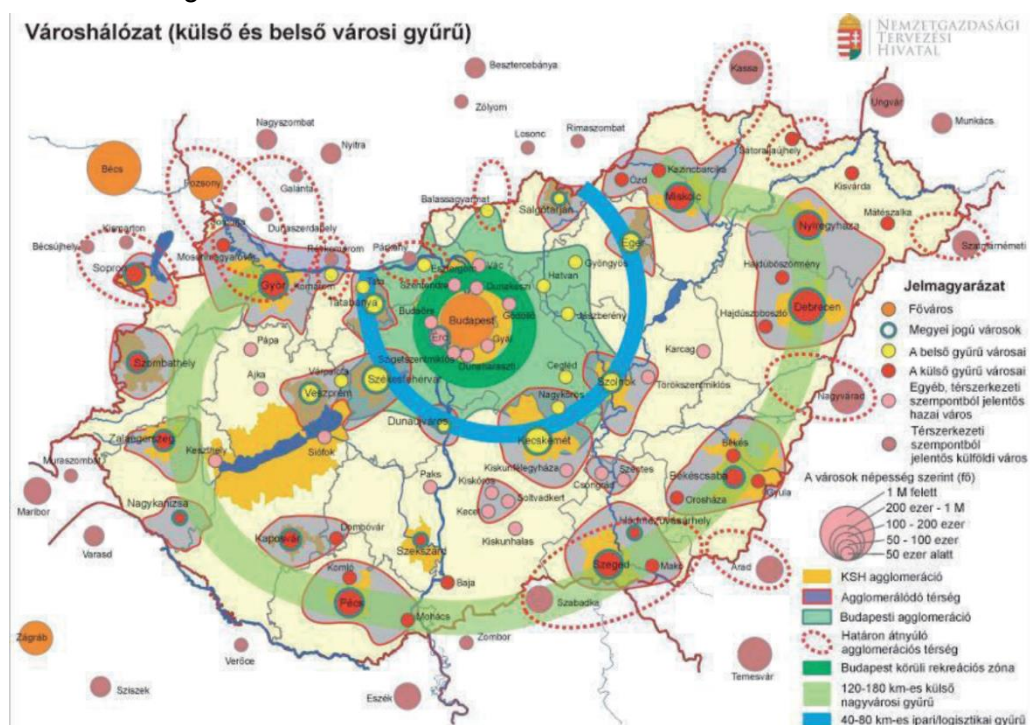 Városhálózat (külső és belső városi gyűrű)
NEMZETGAZDASÁGI
TERVEZÉSI
HIVATAL
Besztercebánya
Kassa
Zólyom
Ungvár
Munkács
Nagyszombat
Losonc
Rimaszombat
Nyitra
Sátoraljaújhely
Bécs
Pozsony
Galánta
Kazincbarcika
Ózd
Kisvárda
Miskolc
Balassagyarmat
Salgótarján
Dunaszerdahely
Kismarton
Bécsújhely
Mosonmagyaróvár
Nyíregyháza
Mátészalka
Szatmárnémeti
Eger
Sopron
Révkomárom
Párkány
Vác
Esztergom
Gyöngyös
Hatvan
Győr
Komárom
Tata
Szentendre
Dunakeszi
Hajdúböszörmény
Tatabánya
Gödöllő
Debrecen
Budaörs
Budapest
Jászberény
Hajdúszoboszló
Érd
Gyál
Pápa
Szigetszentmiklós
Dunaharaszti
Karcag
Szombathely
Ajka
Várpalota
Cegléd
Székesfehérvár
Szolnok
Törökszentmiklós
Nagyvárad
Veszprém
Nagykőrös
Dunaújváros
Zalaegerszeg
Kecskemét
Keszthely
Siófok
Békés
Muraszombat
Kiskunfélegyháza
Szentes
Békéscsaba
Paks
Csongrád
Gyula
Maribor
Kiskőrös
Soltvadkert
Orosháza
Nagykanizsa
Kecel
Varasd
Dombóvár
Kiskunhalas
Hódmezővásárhely
Kaposvár
Szekszárd
Arad
Komló
Baja
Szeged
Makó
Pécs
Szabadka
Mohács
Zágráb
Zombor
Verőce
Temesvár
Sziszek
Eszék
Jelmagyarázat
Főváros
Megyei jogú városok
A belső gyűrű városai
A külső gyűrű városai
Egyéb, térszerkezeti
szempontból jelentős
hazai város
Térszerkezeti
szempontból
jelentős külföldi város
A városok népesség szerint (fő)
1 M felett
200 ezer - 1 M
100 - 200 ezer
50 - 100 ezer
50 ezer alatt
KSH agglomeráció
Agglomerálódó térség
Budapesti agglomeráció
Határon átnyúló
agglomerációs térség
Budapest körüli rekreációs zóna
120-180 km-es külső
nagyvárosi gyűrű
40-80 km-es ipari/logisztikai gyűrű